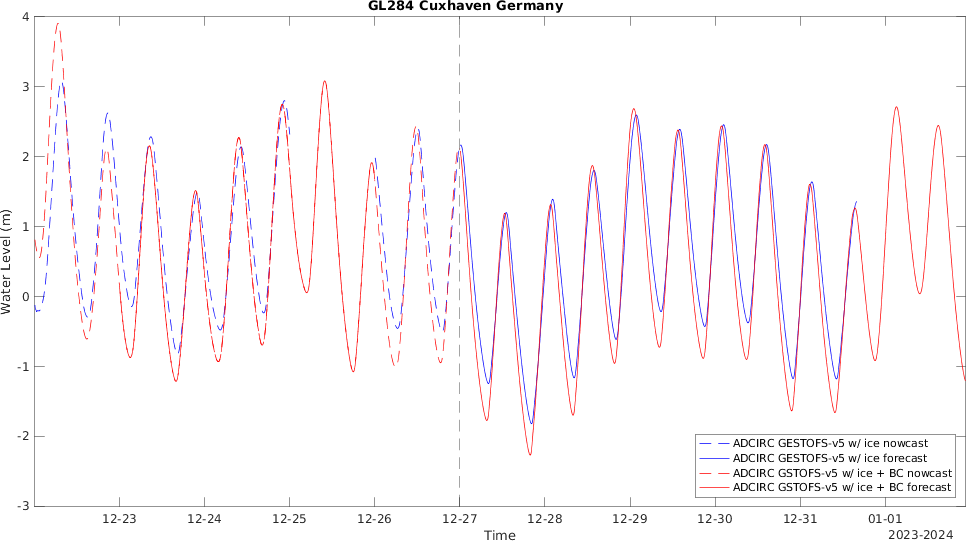 GL284 Cuxhaven Germany
4
3
2
1
0
-1
-2
-3
Water Level (m)
12-23 12-24 12-25 12-26 12-27 12-28 12-29 12-30 12-31 01-01
Time
2023-2024
ADCIRC GESTOFS-v5 w/ ice nowcast
ADCIRC GESTOFS-v5 w/ ice forecast
ADCIRC GSTOFS-v5 w/ ice + BC nowcast
ADCIRC GSTOFS-v5 w/ ice + BC forecast